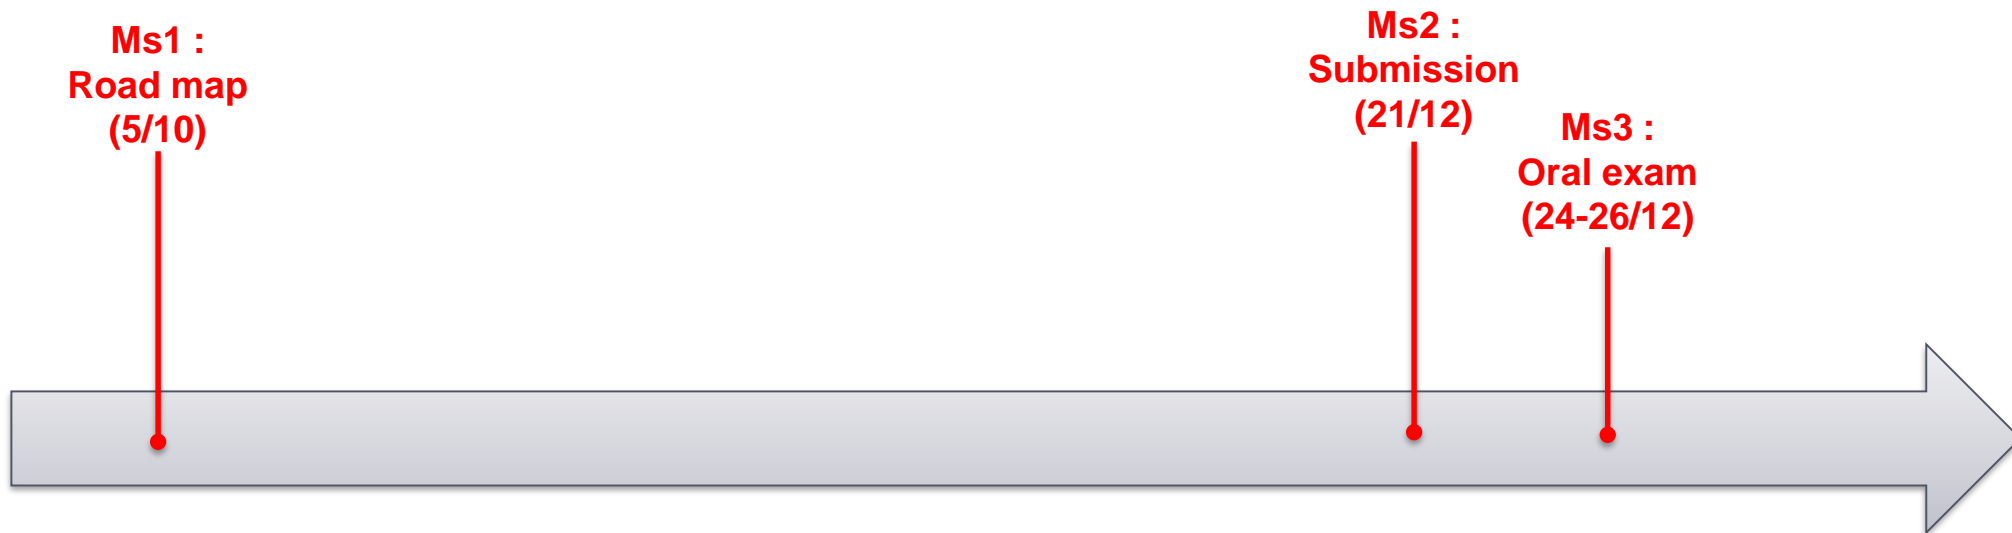 Ms1 :
Road map
(5/10)
Ms2 :
Submission
(21/12)
Ms3 :
Oral exam
(24-26/12)